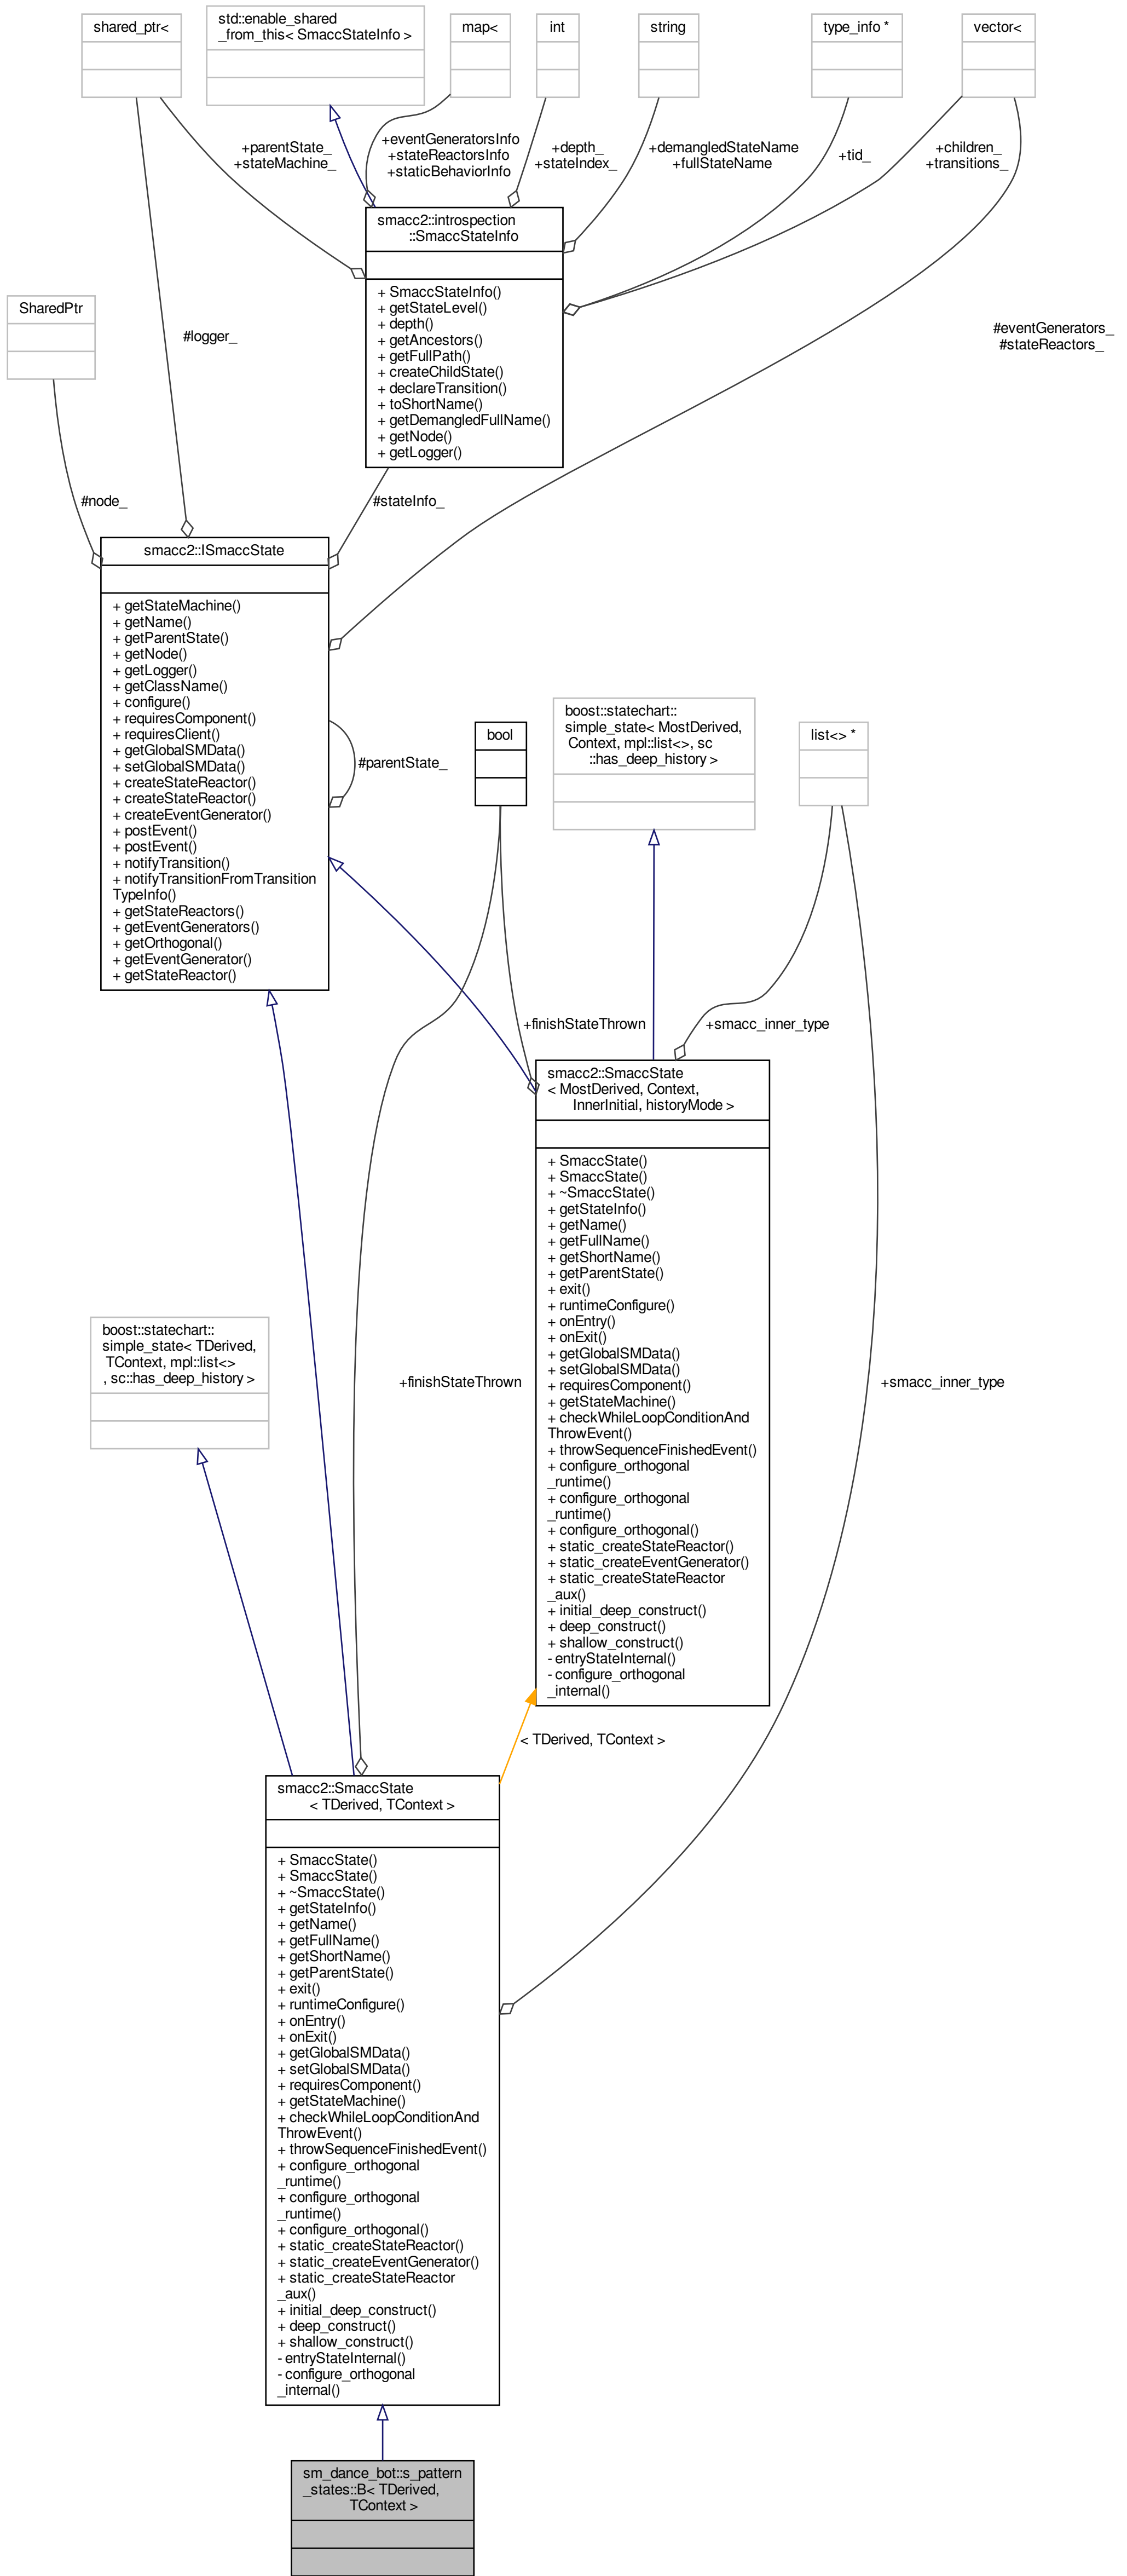 shared_ptr<
std::enable_shared
_from_this< SmaccStateInfo >
map<
int
string
type_info *
vector<
+parentState_
+stateMachine_
+eventGeneratorsInfo
+stateReactorsInfo
+staticBehaviorInfo
+depth_
+stateIndex_
+demangledStateName
+fullStateName
+tid_
+children_
+transitions_
smacc2::introspection
::SmaccStateInfo
+ SmaccStateInfo()
+ getStateLevel()
+ depth()
+ getAncestors()
+ getFullPath()
+ createChildState()
+ declareTransition()
+ toShortName()
+ getDemangledFullName()
+ getNode()
+ getLogger()
SharedPtr
#logger_
#eventGenerators_
#stateReactors_
#node_
#stateInfo_
smacc2::ISmaccState
+ getStateMachine()
+ getName()
+ getParentState()
+ getNode()
+ getLogger()
+ getClassName()
+ configure()
+ requiresComponent()
+ requiresClient()
+ getGlobalSMData()
+ setGlobalSMData()
+ createStateReactor()
+ createStateReactor()
+ createEventGenerator()
+ postEvent()
+ postEvent()
+ notifyTransition()
+ notifyTransitionFromTransition
TypeInfo()
+ getStateReactors()
+ getEventGenerators()
+ getOrthogonal()
+ getEventGenerator()
+ getStateReactor()
#parentState_
bool
boost::statechart::
simple_state< MostDerived,
Context, mpl::list<>, sc
::has_deep_history >
list<> *
+finishStateThrown
+smacc_inner_type
smacc2::SmaccState
< MostDerived, Context,
InnerInitial, historyMode >
+ SmaccState()
+ SmaccState()
+ ~SmaccState()
+ getStateInfo()
+ getName()
+ getFullName()
+ getShortName()
+ getParentState()
+ exit()
+ runtimeConfigure()
+ onEntry()
+ onExit()
+ getGlobalSMData()
+ setGlobalSMData()
+ requiresComponent()
+ getStateMachine()
+ checkWhileLoopConditionAnd
ThrowEvent()
+ throwSequenceFinishedEvent()
+ configure_orthogonal
_runtime()
+ configure_orthogonal
_runtime()
+ configure_orthogonal()
+ static_createStateReactor()
+ static_createEventGenerator()
+ static_createStateReactor
_aux()
+ initial_deep_construct()
+ deep_construct()
+ shallow_construct()
- entryStateInternal()
- configure_orthogonal
_internal()
boost::statechart::
simple_state< TDerived,
TContext, mpl::list<>
, sc::has_deep_history >
+finishStateThrown
+smacc_inner_type
< TDerived, TContext >
smacc2::SmaccState
< TDerived, TContext >
+ SmaccState()
+ SmaccState()
+ ~SmaccState()
+ getStateInfo()
+ getName()
+ getFullName()
+ getShortName()
+ getParentState()
+ exit()
+ runtimeConfigure()
+ onEntry()
+ onExit()
+ getGlobalSMData()
+ setGlobalSMData()
+ requiresComponent()
+ getStateMachine()
+ checkWhileLoopConditionAnd
ThrowEvent()
+ throwSequenceFinishedEvent()
+ configure_orthogonal
_runtime()
+ configure_orthogonal
_runtime()
+ configure_orthogonal()
+ static_createStateReactor()
+ static_createEventGenerator()
+ static_createStateReactor
_aux()
+ initial_deep_construct()
+ deep_construct()
+ shallow_construct()
- entryStateInternal()
- configure_orthogonal
_internal()
sm_dance_bot::s_pattern
_states::B< TDerived,
TContext >